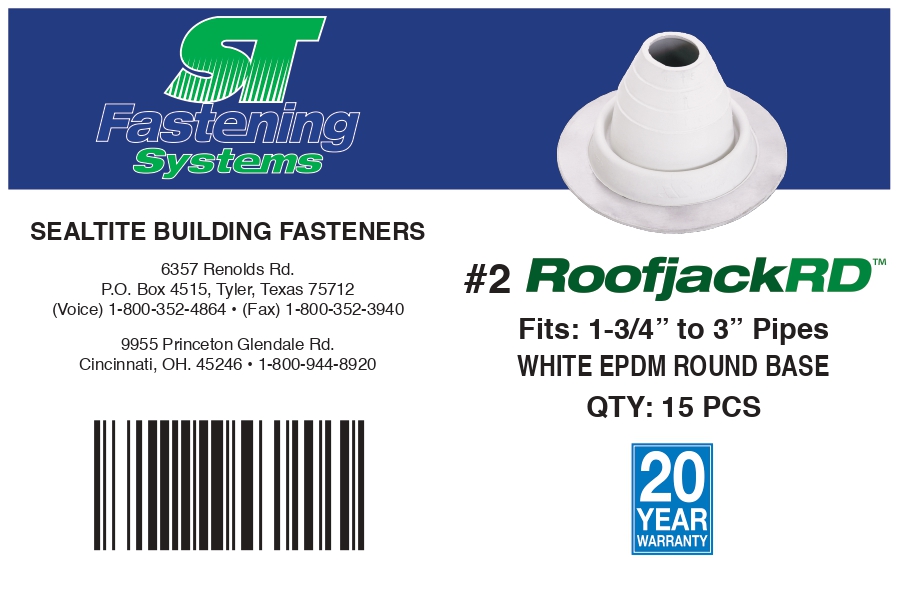 ST
Fastening
Systems
SEALTITE BUILDING FASTENERS
6357 Renolds Rd.
P.O. Box 4515, Tyler, Texas 75712
(Voice) 1-800-352-4864 • (Fax) 1-800-352-3940
9955 Princeton Glendale Rd.
Cincinnati, OH. 45246 • 1-800-944-8920
#2 RoofjackRD™
Fits: 1-3/4” to 3” Pipes
WHITE EPDM ROUND BASE
QTY: 15 PCS
20
YEAR
WARRANTY